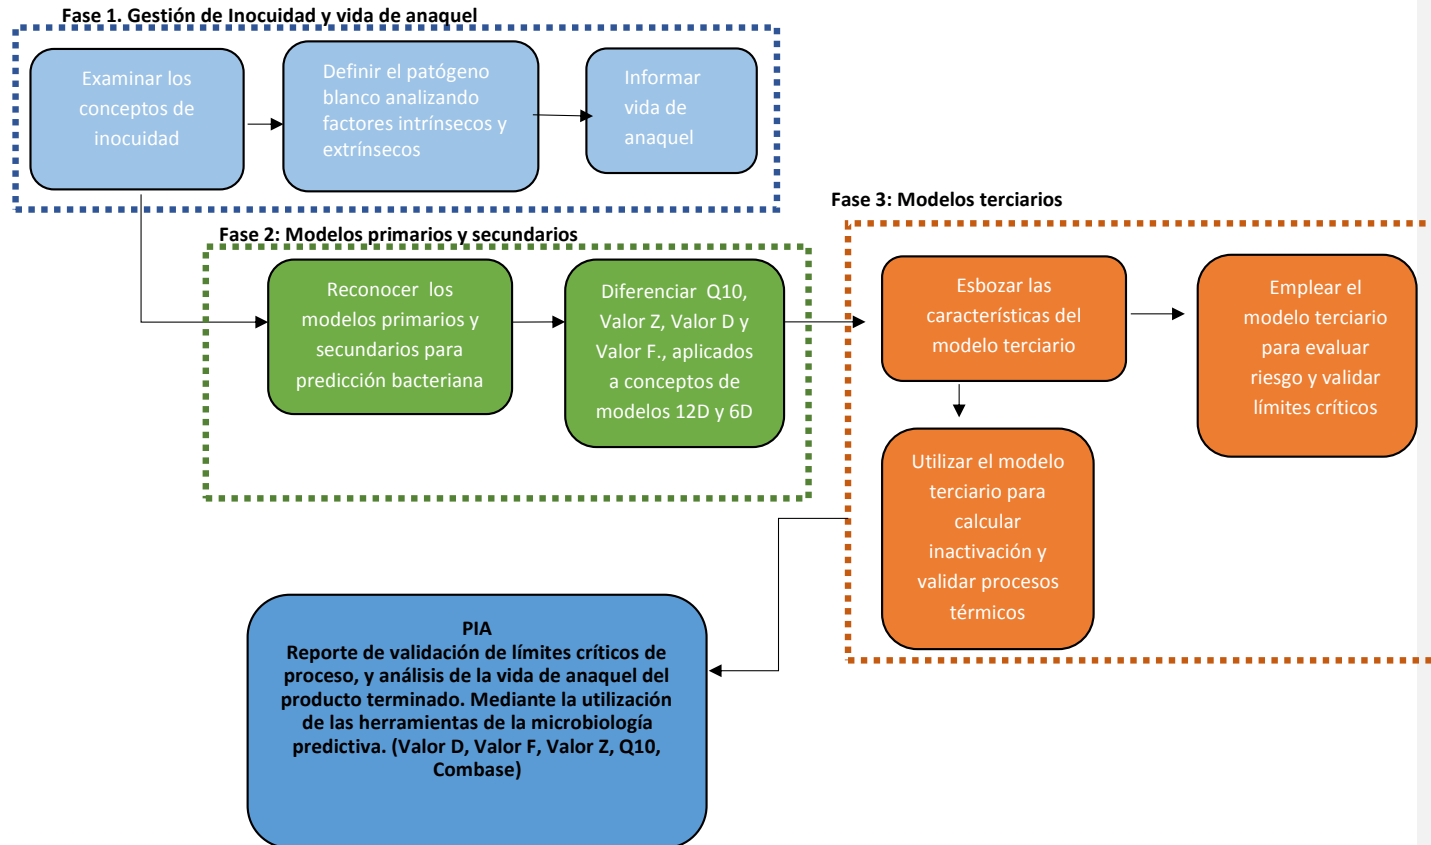 Fase 1. Gestión de Inocuidad y vida de anaquel
Examinar los
conceptos de
inocuidad
Definir el patógeno
blanco analizando
factores intrínsecos y
extrínsecos
Informar
vida de
anaquel
Fase 2: Modelos primarios y secundarios
Reconocer  los
modelos primarios y
secundarios para
predicción bacteriana
Diferenciar  Q10,
Valor Z, Valor D y
Valor F., aplicados
a conceptos de
modelos 12D y 6D
Fase 3: Modelos terciarios
Esbozar las
características del
modelo terciario
Emplear el
modelo terciario
para evaluar
riesgo y validar
límites críticos
Utilizar el modelo
terciario para
calcular
inactivación y
validar procesos
térmicos
PIA
Reporte de validación de límites críticos de
proceso, y análisis de la vida de anaquel del
producto terminado. Mediante la utilización
de las herramientas de la microbiología
predictiva. (Valor D, Valor F, Valor Z, Q10,
Combase)